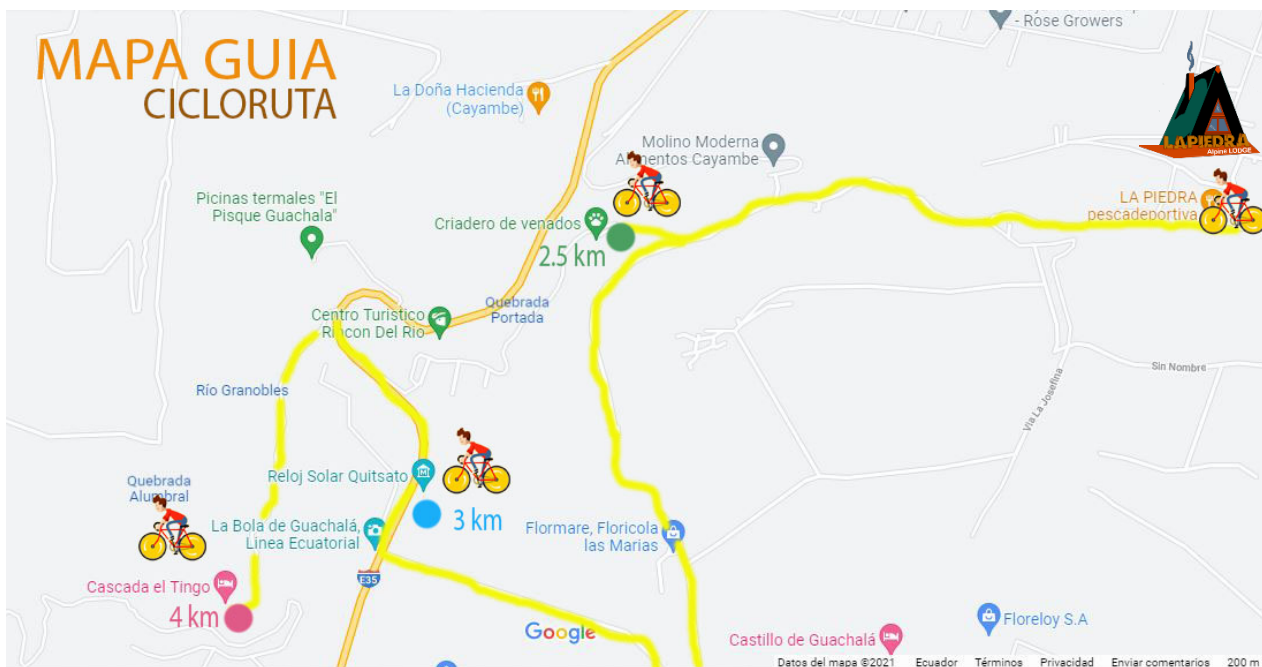 MAPA GUIA
CICLORUTA
- Rose Growers
La Doña Hacienda
(Cayambe)
LAPIEDRA
Alpine LODGE
Molino Moderna
Alimentos Cayambe
Picinas termales "El
Pisque Guachala"
Criadero de venados
2.5 km
LA PIEDRA
pescadeportiva
Quebrada
Portada
Centro Turistico
Rincon Del Rio
Río Granobles
Sin Nombre
Via La Josefina
Reloj Solar Quitsato
3 km
Quebrada
Alumbral
La Bola de Guachalá,
Linea Ecuatorial
Flormare, Floricola
las Marias
E35
Cascada el Tingo
4 km
Google
Castillo de Guachalá
Floreloy S.A
Datos del mapa ©2021 Ecuador Términos Privacidad Enviar comentarios 200 m